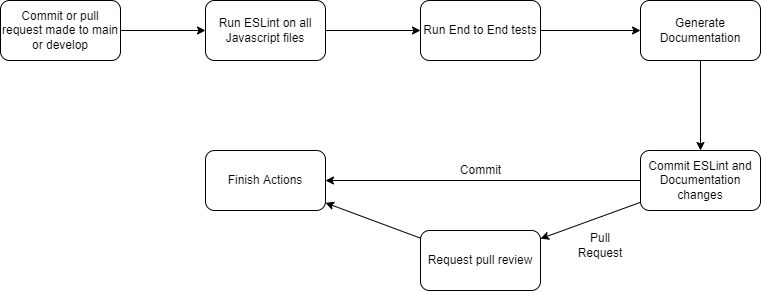 Commit or pull
request made to main
or develop
Run ESLint on all
Javascript files
Run End to End tests
Generate
Documentation
Commit ESLint and
Documentation
changes
Commit
Finish Actions
Pull
Request
Request pull review